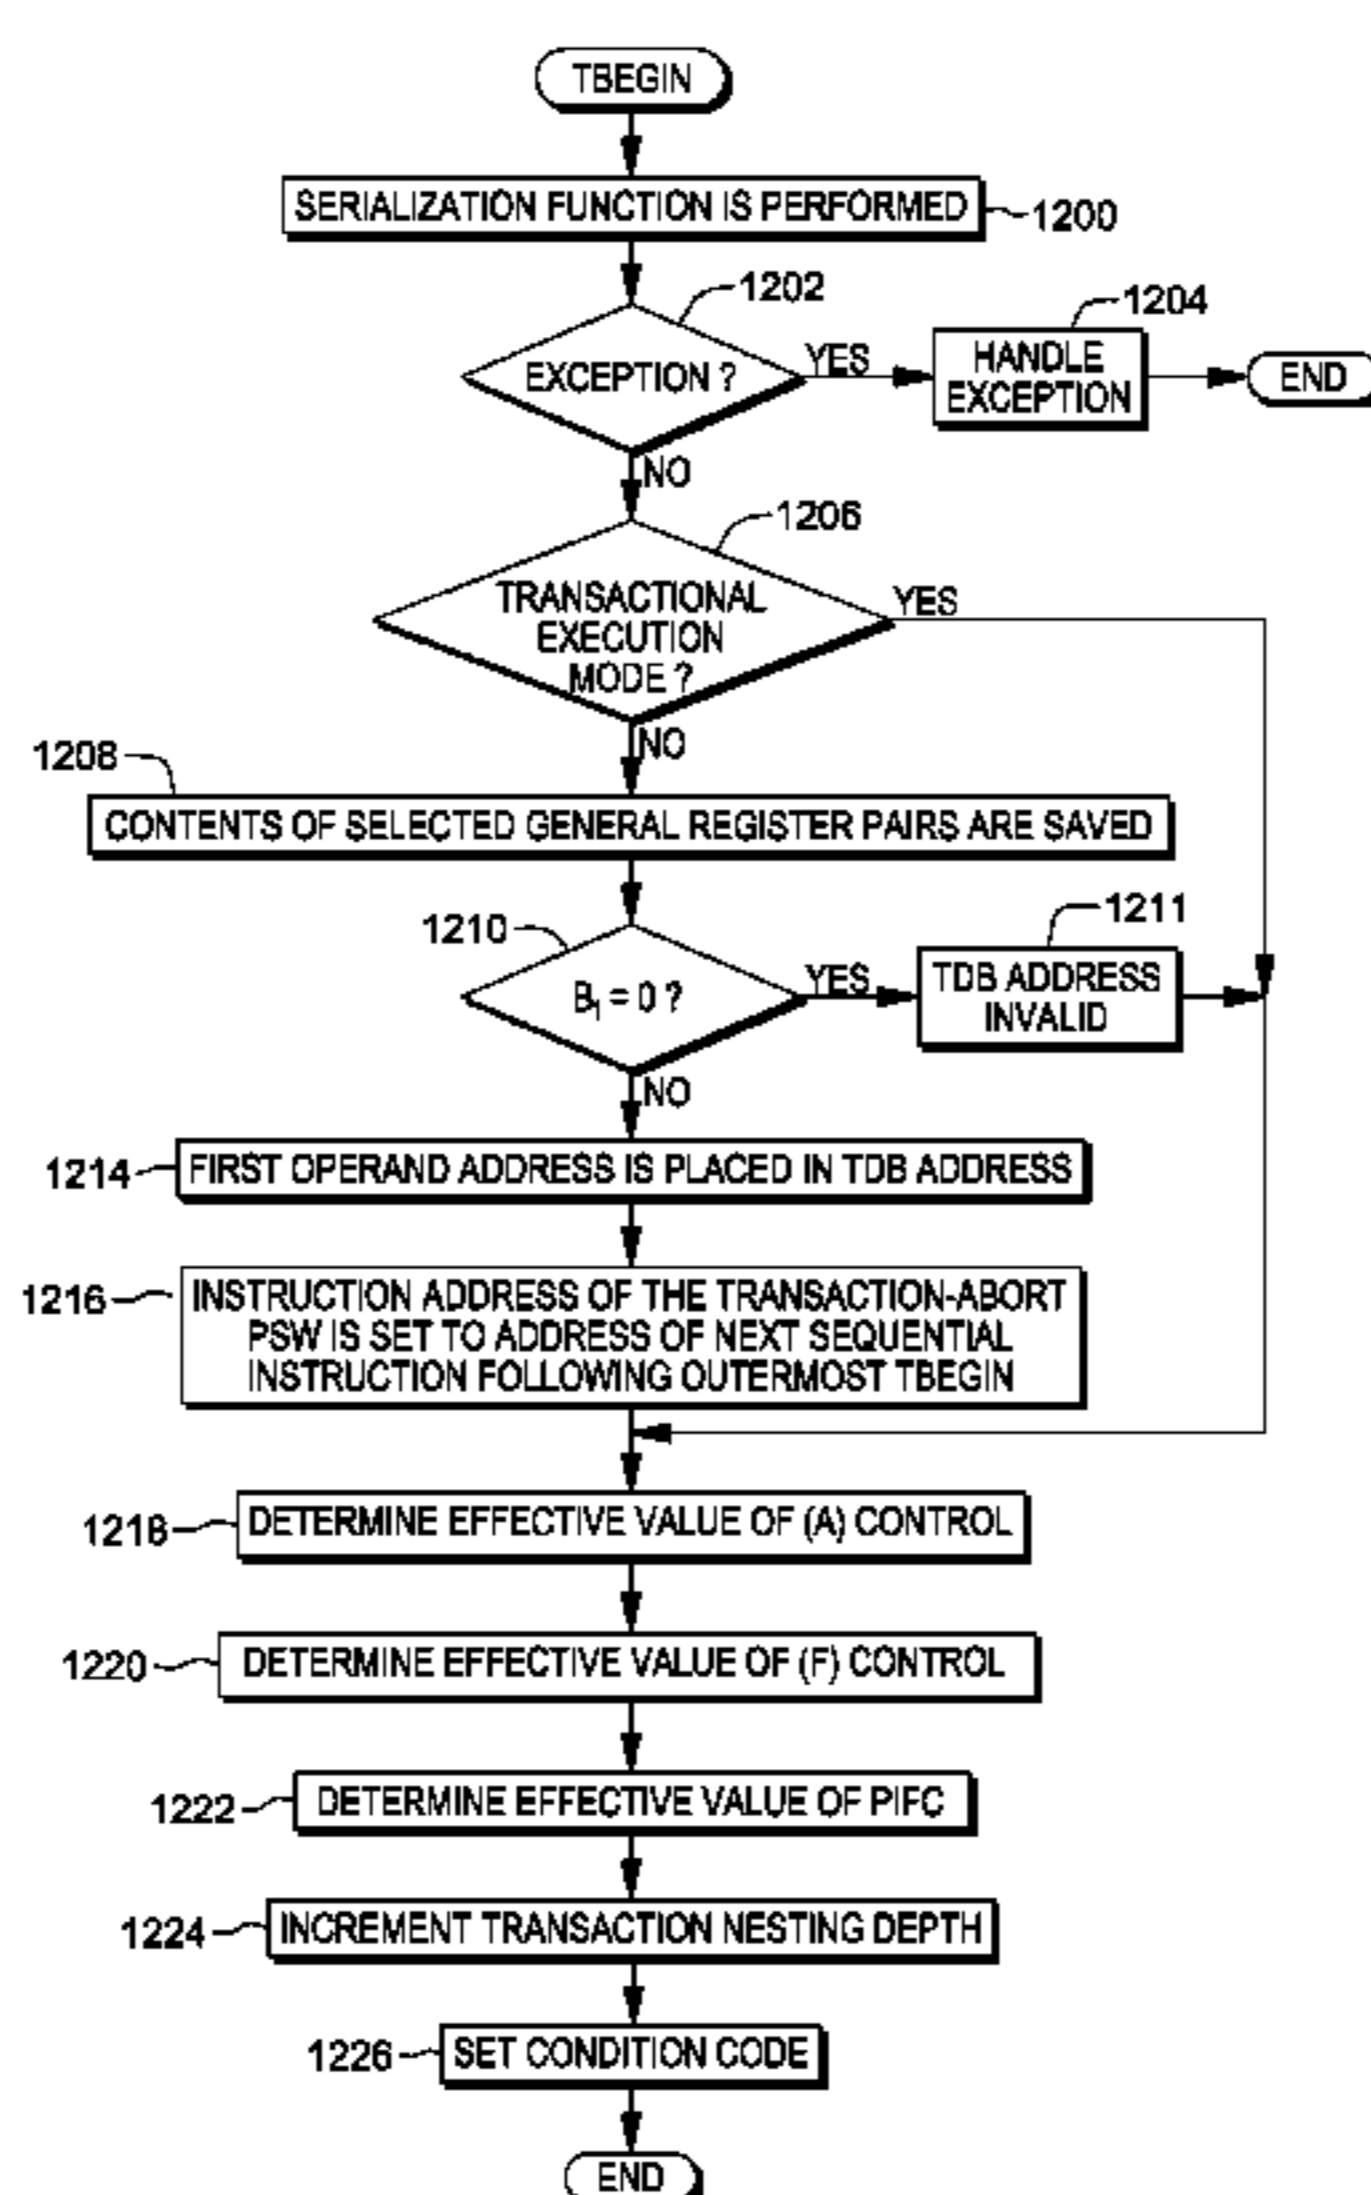 TBEGIN
SERIALIZATION FUNCTION IS PERFORMED
1200
1202
EXCEPTION ?
YES
1204
HANDLE
EXCEPTION
END
NO
1206
TRANSACTIONAL
EXECUTION
MODE ?
YES
NO
1208
CONTENTS OF SELECTED GENERAL REGISTER PAIRS ARE SAVED
1210
B1 = 0 ?
YES
1211
TDB ADDRESS
INVALID
NO
1214
FIRST OPERAND ADDRESS IS PLACED IN TDB ADDRESS
1216
INSTRUCTION ADDRESS OF THE TRANSACTION-ABORT
PSW IS SET TO ADDRESS OF NEXT SEQUENTIAL
INSTRUCTION FOLLOWING OUTERMOST TBEGIN
1218
DETERMINE EFFECTIVE VALUE OF (A) CONTROL
1220
DETERMINE EFFECTIVE VALUE OF (F) CONTROL
1222
DETERMINE EFFECTIVE VALUE OF PIFC
1224
INCREMENT TRANSACTION NESTING DEPTH
1226
SET CONDITION CODE
END